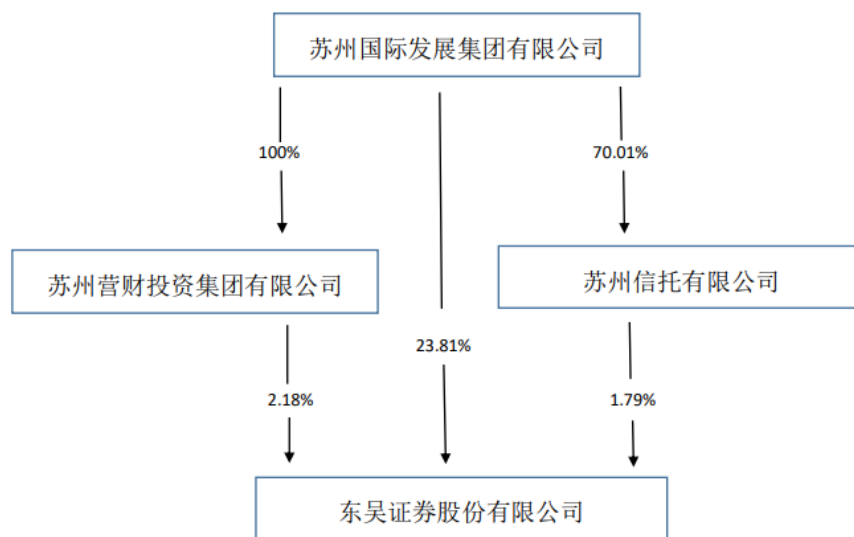 苏州国际发展集团有限公司
100%
70.01%
苏州营财投资集团有限公司
苏州信托有限公司
23.81%
2.18%
1.79%
东吴证券股份有限公司